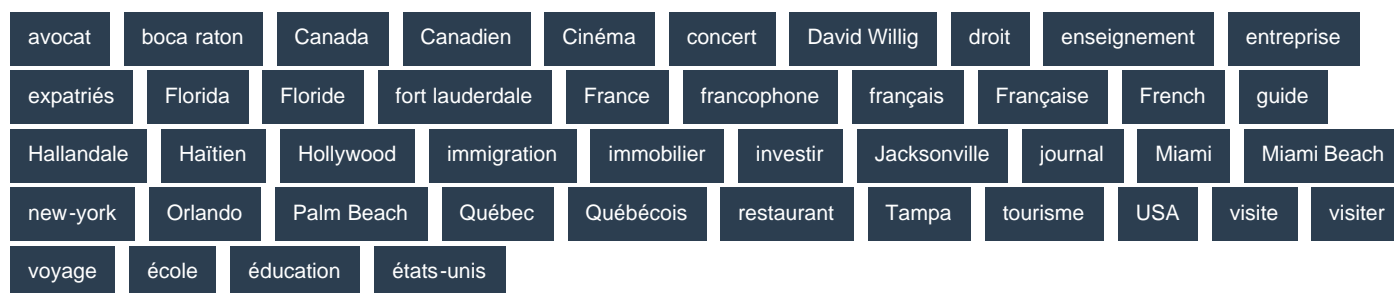 avocat boca raton Canada Canadien Cinéma concert David Willig droit enseignement entreprise
expatriés Florida Floride fort lauderdale France francophone français Française French guide
Hallandale Haïtien Hollywood immigration immobilier investir Jacksonville journal Miami Miami Beach
new-york Orlando Palm Beach Québec Québécois restaurant Tampa tourisme USA visite visiter
voyage école éducation états-unis